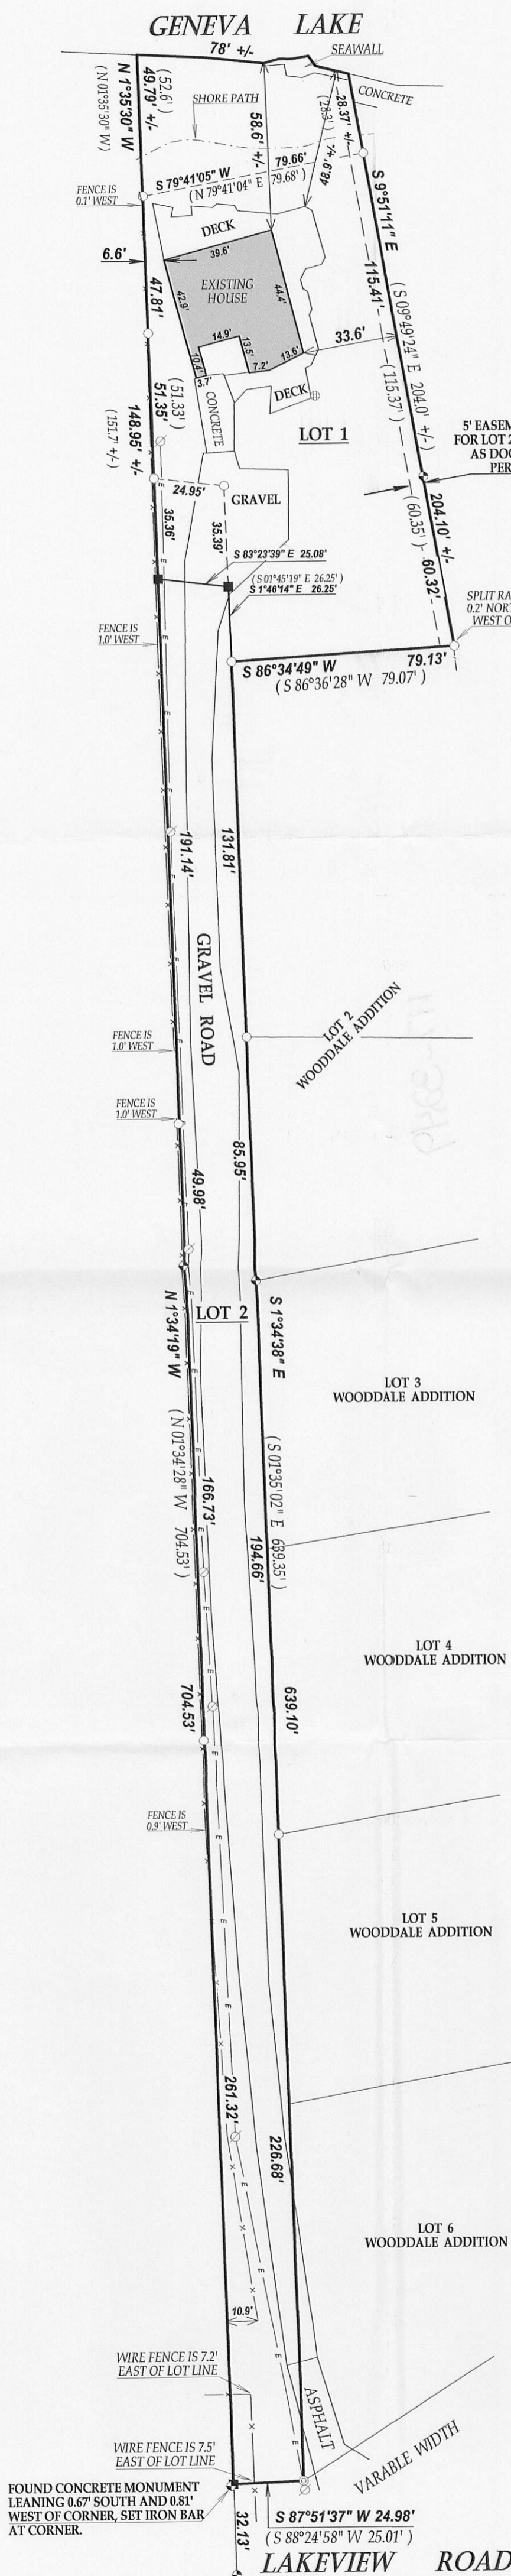 GENEVA LAKE
78' +/-
SEAWALL
N 1°35'30" W
( N 01°35'30" W )
49.79' +/-
( 52.6' )
SHORE PATH
58.6' +/-
28.37' +/-
( 28.3' )
48.9' +/-
CONCRETE
FENCE IS
0.1' WEST
S 79°41'05" W 79.66'
( N 79°41'04" E 79.68' )
S 9°51'11" E
( S 09°49'24" E 204.0' +/- )
DECK
6.6'
39.6'
EXISTING
HOUSE
42.9'
44.4'
47.81'
115.41'
( 115.37' )
33.6'
14.9'
13.5'
13.6'
7.2'
10.4'
3.7'
CONCRETE
DECK
51.35'
( 51.33' )
148.95' +/-
( 151.7' +/- )
LOT 1
5' EASEM
FOR LOT 2
AS DOC
PER
24.95'
GRAVEL
204.10' +/-
( 60.35' )
60.32'
35.36'
35.39'
S 83°23'39" E 25.08'
( S 01°45'19" E 26.25' )
S 1°46'14" E 26.25'
FENCE IS
1.0' WEST
SPLIT RA
0.2' NOR
WEST O
S 86°34'49" W 79.13'
( S 86°36'28" W 79.07' )
191.14'
131.81'
GRAVEL ROAD
LOT 2
WOODDALE ADDITION
FENCE IS
1.0' WEST
FENCE IS
1.0' WEST
49.98'
85.95'
LOT 2
N 1°34'19" W
( N 01°34'28" W 704.53' )
S 1°34'38" E
( S 01°35'02" E 639.35' )
LOT 3
WOODDALE ADDITION
166.73'
194.66'
LOT 4
WOODDALE ADDITION
704.53'
639.10'
FENCE IS
0.9' WEST
LOT 5
WOODDALE ADDITION
261.32'
226.68'
LOT 6
WOODDALE ADDITION
10.9'
WIRE FENCE IS 7.2'
EAST OF LOT LINE
ASPHALT
VARABLE WIDTH
WIRE FENCE IS 7.5'
EAST OF LOT LINE
FOUND CONCRETE MONUMENT
LEANING 0.67' SOUTH AND 0.81'
WEST OF CORNER, SET IRON BAR
AT CORNER.
S 87°51'37" W 24.98'
( S 88°24'58" W 25.01' )
32.13'
LAKEVIEW ROAD